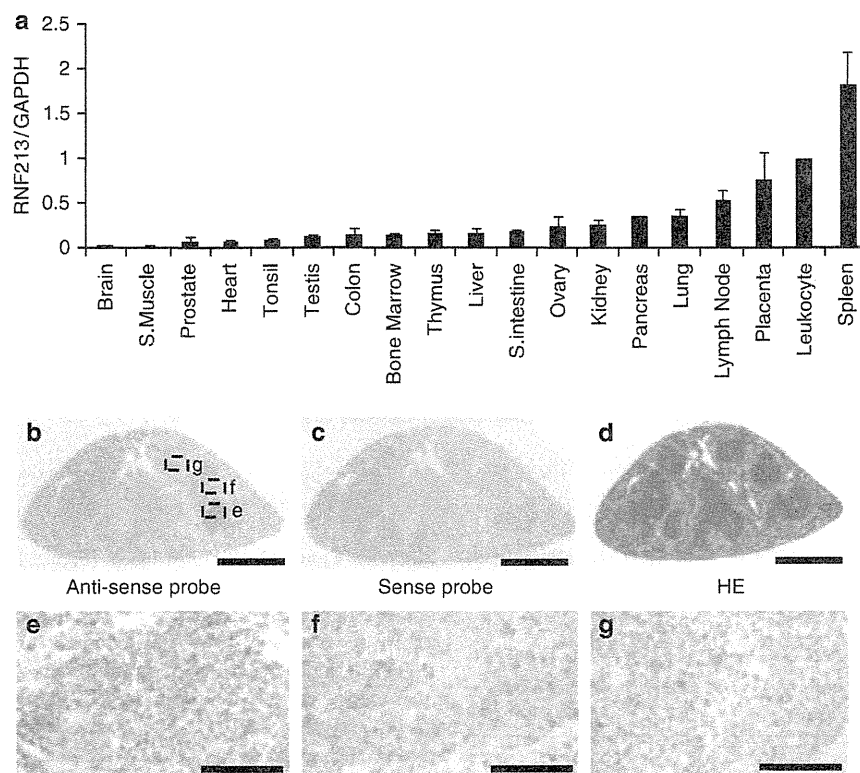 a
RNF213/GAPDH
2.5
2
1.5
1
0.5
0
Brain
S.Muscle
Prostate
Heart
Tonsil
Testis
Colon
Bone Marrow
Thymus
Liver
S.intestine
Ovary
Kidney
Pancreas
Lung
Lymph Node
Placenta
Leukocyte
Spleen
b
g
f
e
Anti-sense probe
c
Sense probe
d
HE
e
f
g